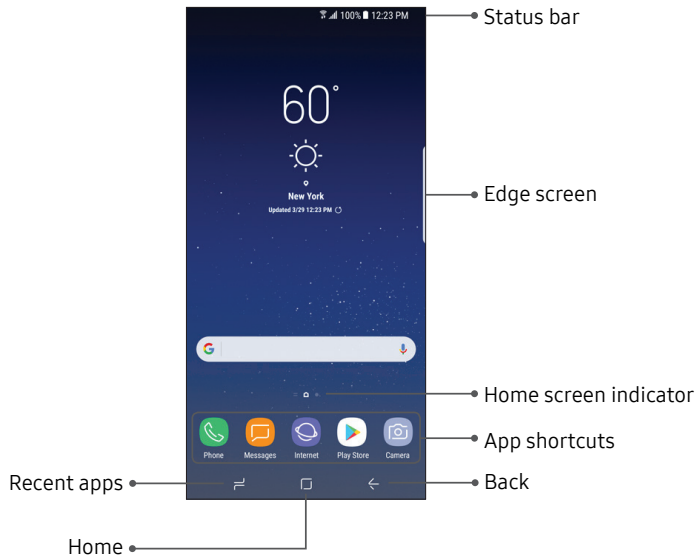 100% 12:23 PM
Status bar
60°
New York
Updated 3/29 12:23 PM
Edge screen
G
Home screen indicator
Phone Messages Internet Play Store Camera
App shortcuts
Recent apps
Back
Home